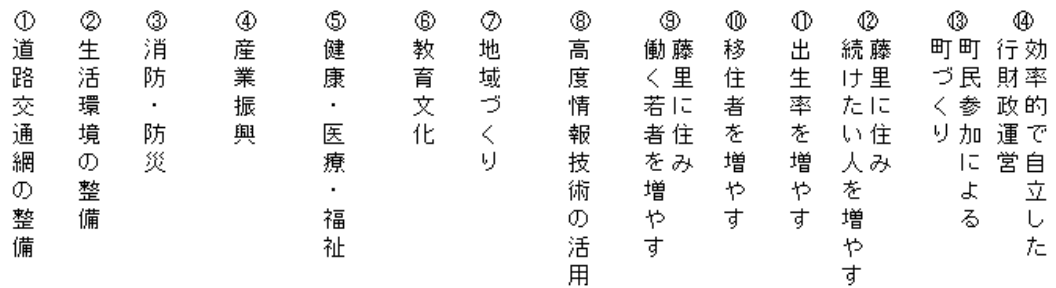 ①道路交通網の整備
②生活環境の整備
③消防・防災
④産業振興
⑤健康・医療・福祉
⑥教育文化
⑦地域づくり
⑧高度情報技術の活用
⑨藤里に住み
働く若者を増やす
⑩移住者を増やす
⑪出生率を増やす
⑫藤里に住み
続けたい人を増やす
⑬町民参加による
町づくり
⑭効率的で自立した
行財政運営